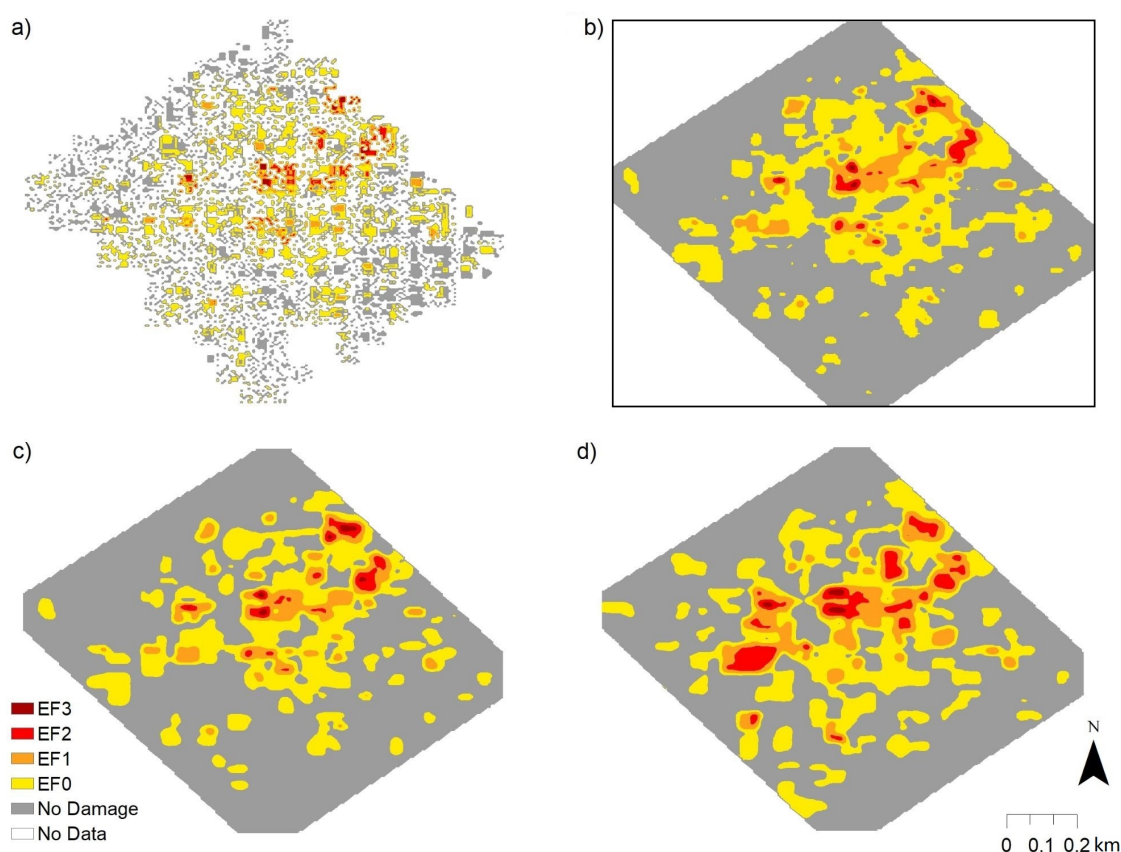 a)
b)
c)
d)
EF3
EF2
EF1
EF0
No Damage
No Data
N
0 0.1 0.2 km